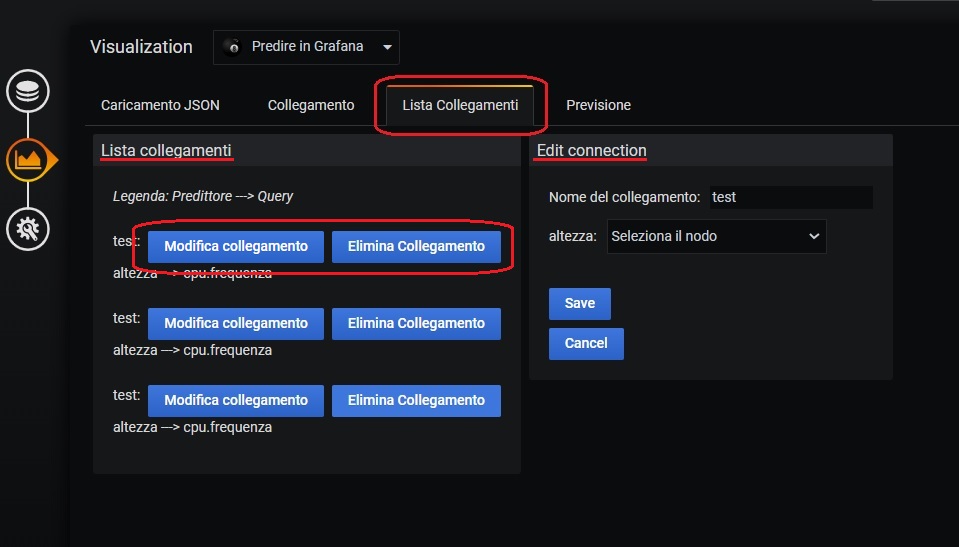 Visualization
Predire in Grafana
Caricamento JSON Collegamento Lista Collegamenti Previsione
Lista collegamenti
Legenda: Predittore ---> Query
test: Modifica collegamento Elimina Collegamento
altezza ---> cpu.frequenza
test: Modifica collegamento Elimina Collegamento
altezza ---> cpu.frequenza
test: Modifica collegamento Elimina Collegamento
altezza ---> cpu.frequenza
Edit connection
Nome del collegamento: test
altezza: Seleziona il nodo
Save
Cancel